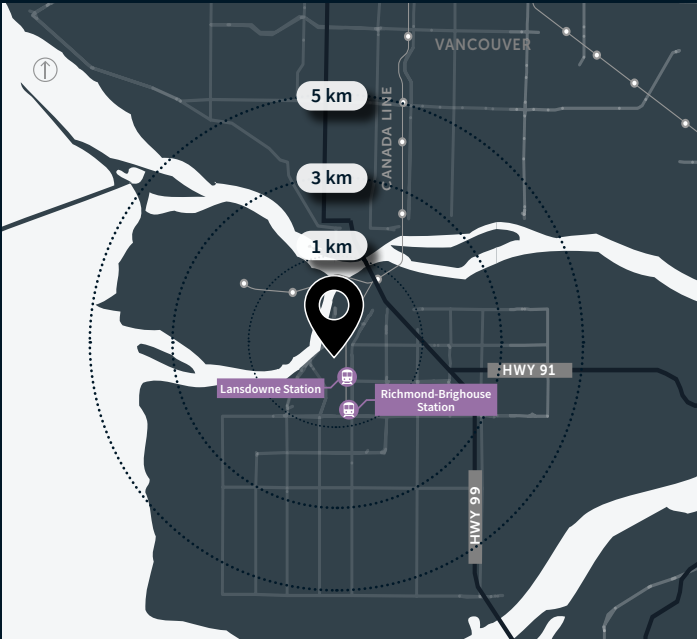 VANCOUVER
5 km
CANADA LINE
3 km
1 km
HWY 91
Lansdowne Station
Richmond-Brighouse
Station
HWY 99